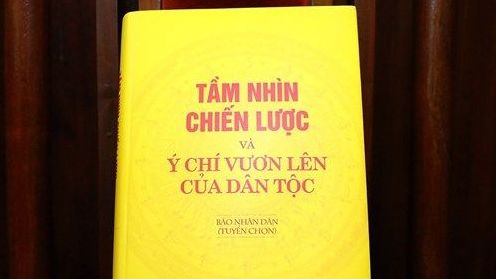 TẦM NHÌN
CHIẾN LƯỢC
VÀ
Ý CHÍ VƯƠN LÊN
CỦA DÂN TỘC
BÁO NHÂN DÂN
(TUYỂN CHỌN)